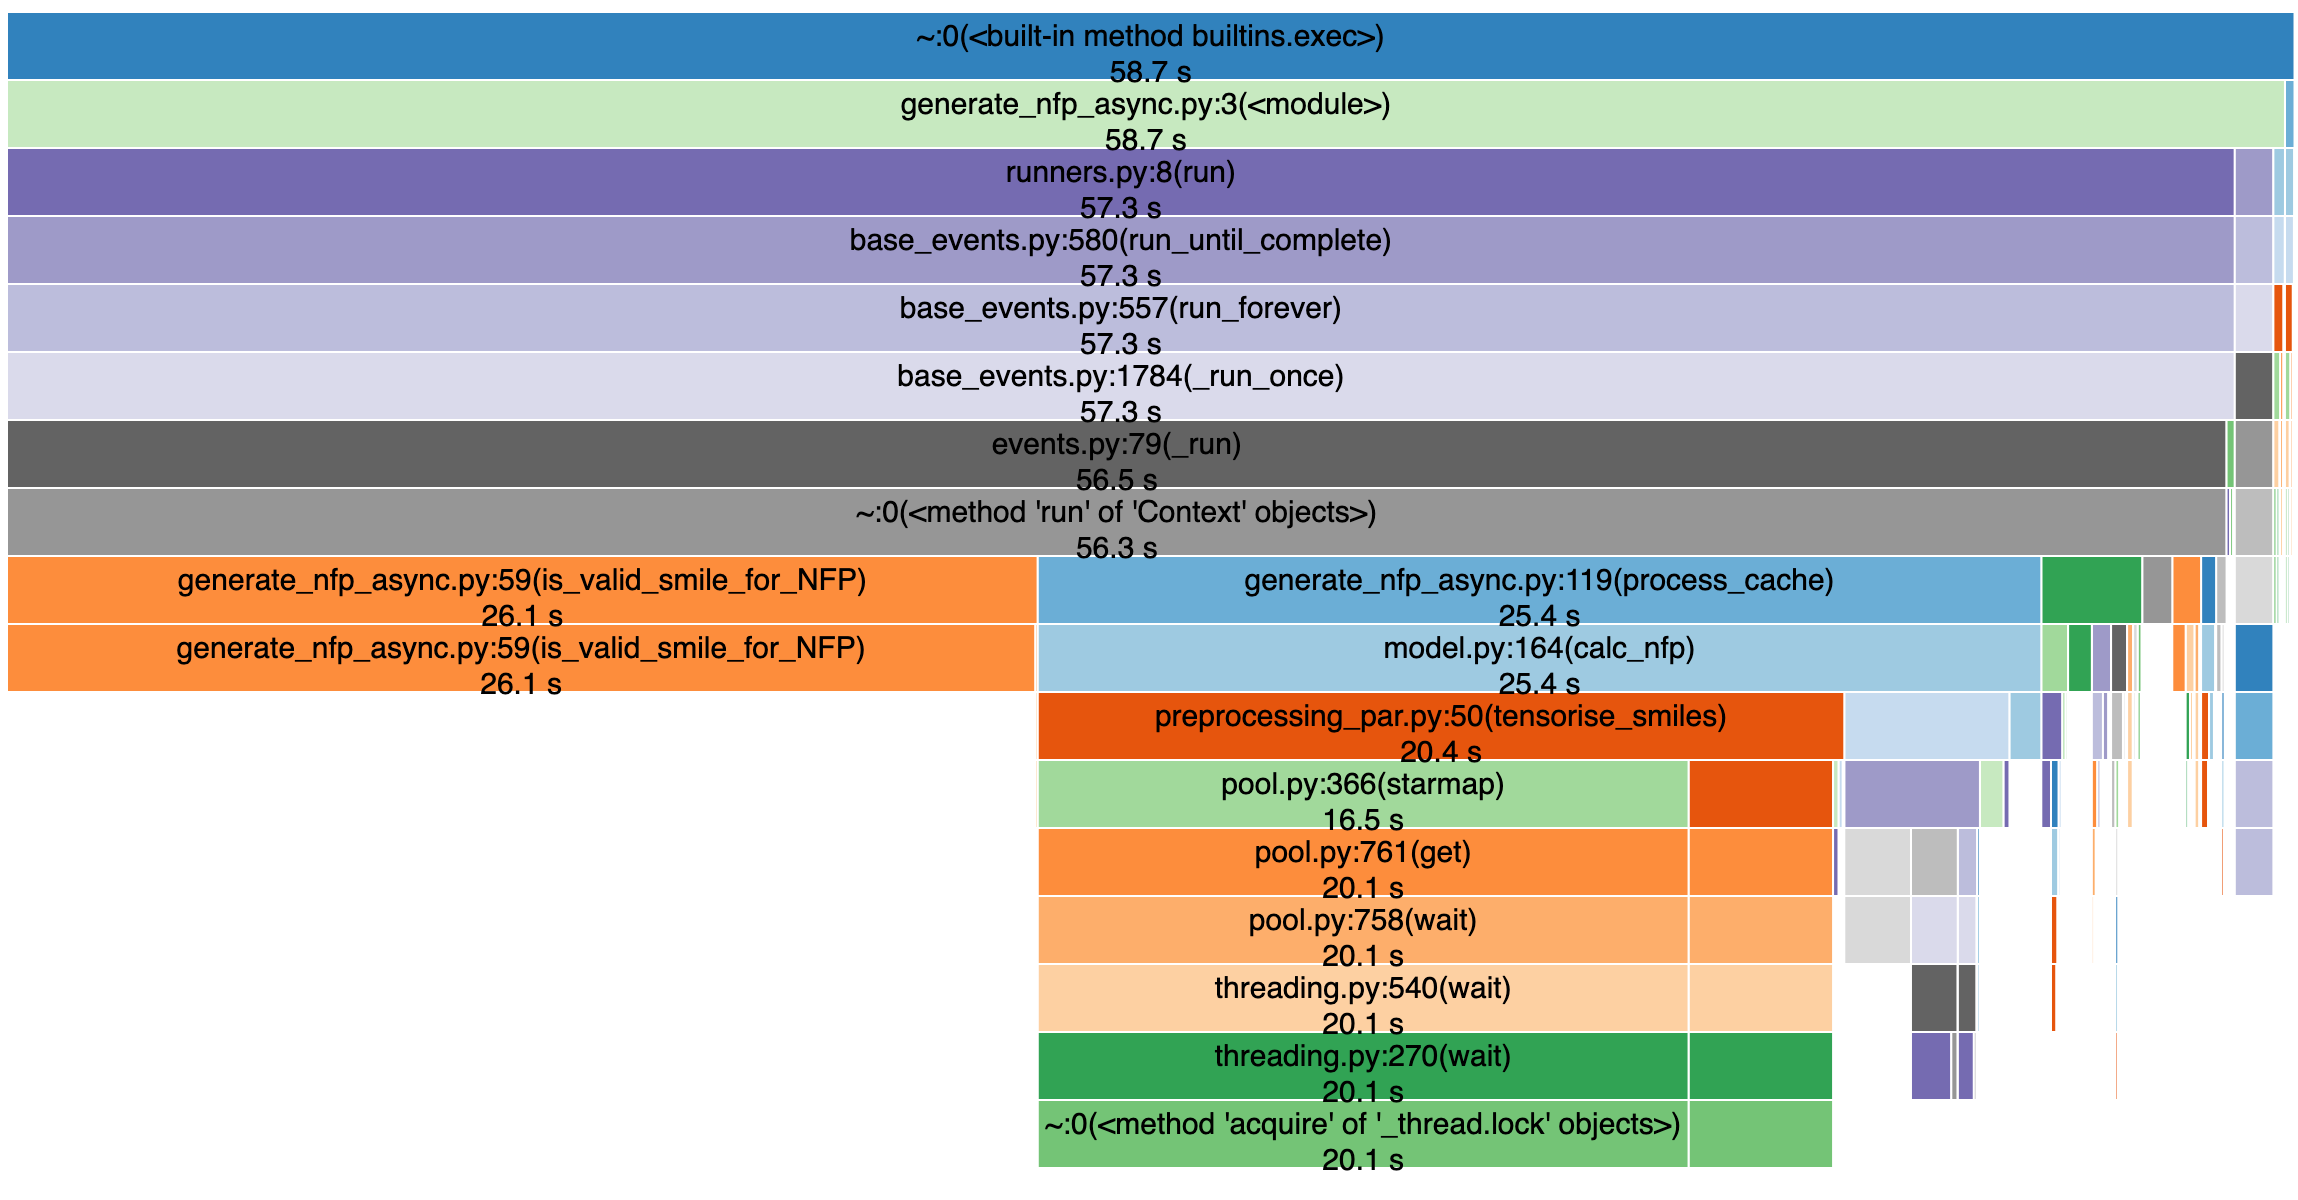 ~:0(<built-in method builtins.exec>)
58.7 s
generate_nfp_async.py:3(<module>)
58.7 s
runners.py:8(run)
57.3 s
base_events.py:580(run_until_complete)
57.3 s
base_events.py:557(run_forever)
57.3 s
base_events.py:1784(_run_once)
57.3 s
events.py:79(_run)
56.5 s
~:0(<method 'run' of 'Context' objects>)
56.3 s
generate_nfp_async.py:59(is_valid_smile_for_NFP)
26.1 s
generate_nfp_async.py:119(process_cache)
25.4 s
generate_nfp_async.py:59(is_valid_smile_for_NFP)
26.1 s
model.py:164(calc_nfp)
25.4 s
preprocessing_par.py:50(tensorise_smiles)
20.4 s
pool.py:366(starmap)
16.5 s
pool.py:761(get)
20.1 s
pool.py:758(wait)
20.1 s
threading.py:540(wait)
20.1 s
threading.py:270(wait)
20.1 s
~:0(<method 'acquire' of '_thread.lock' objects>)
20.1 s